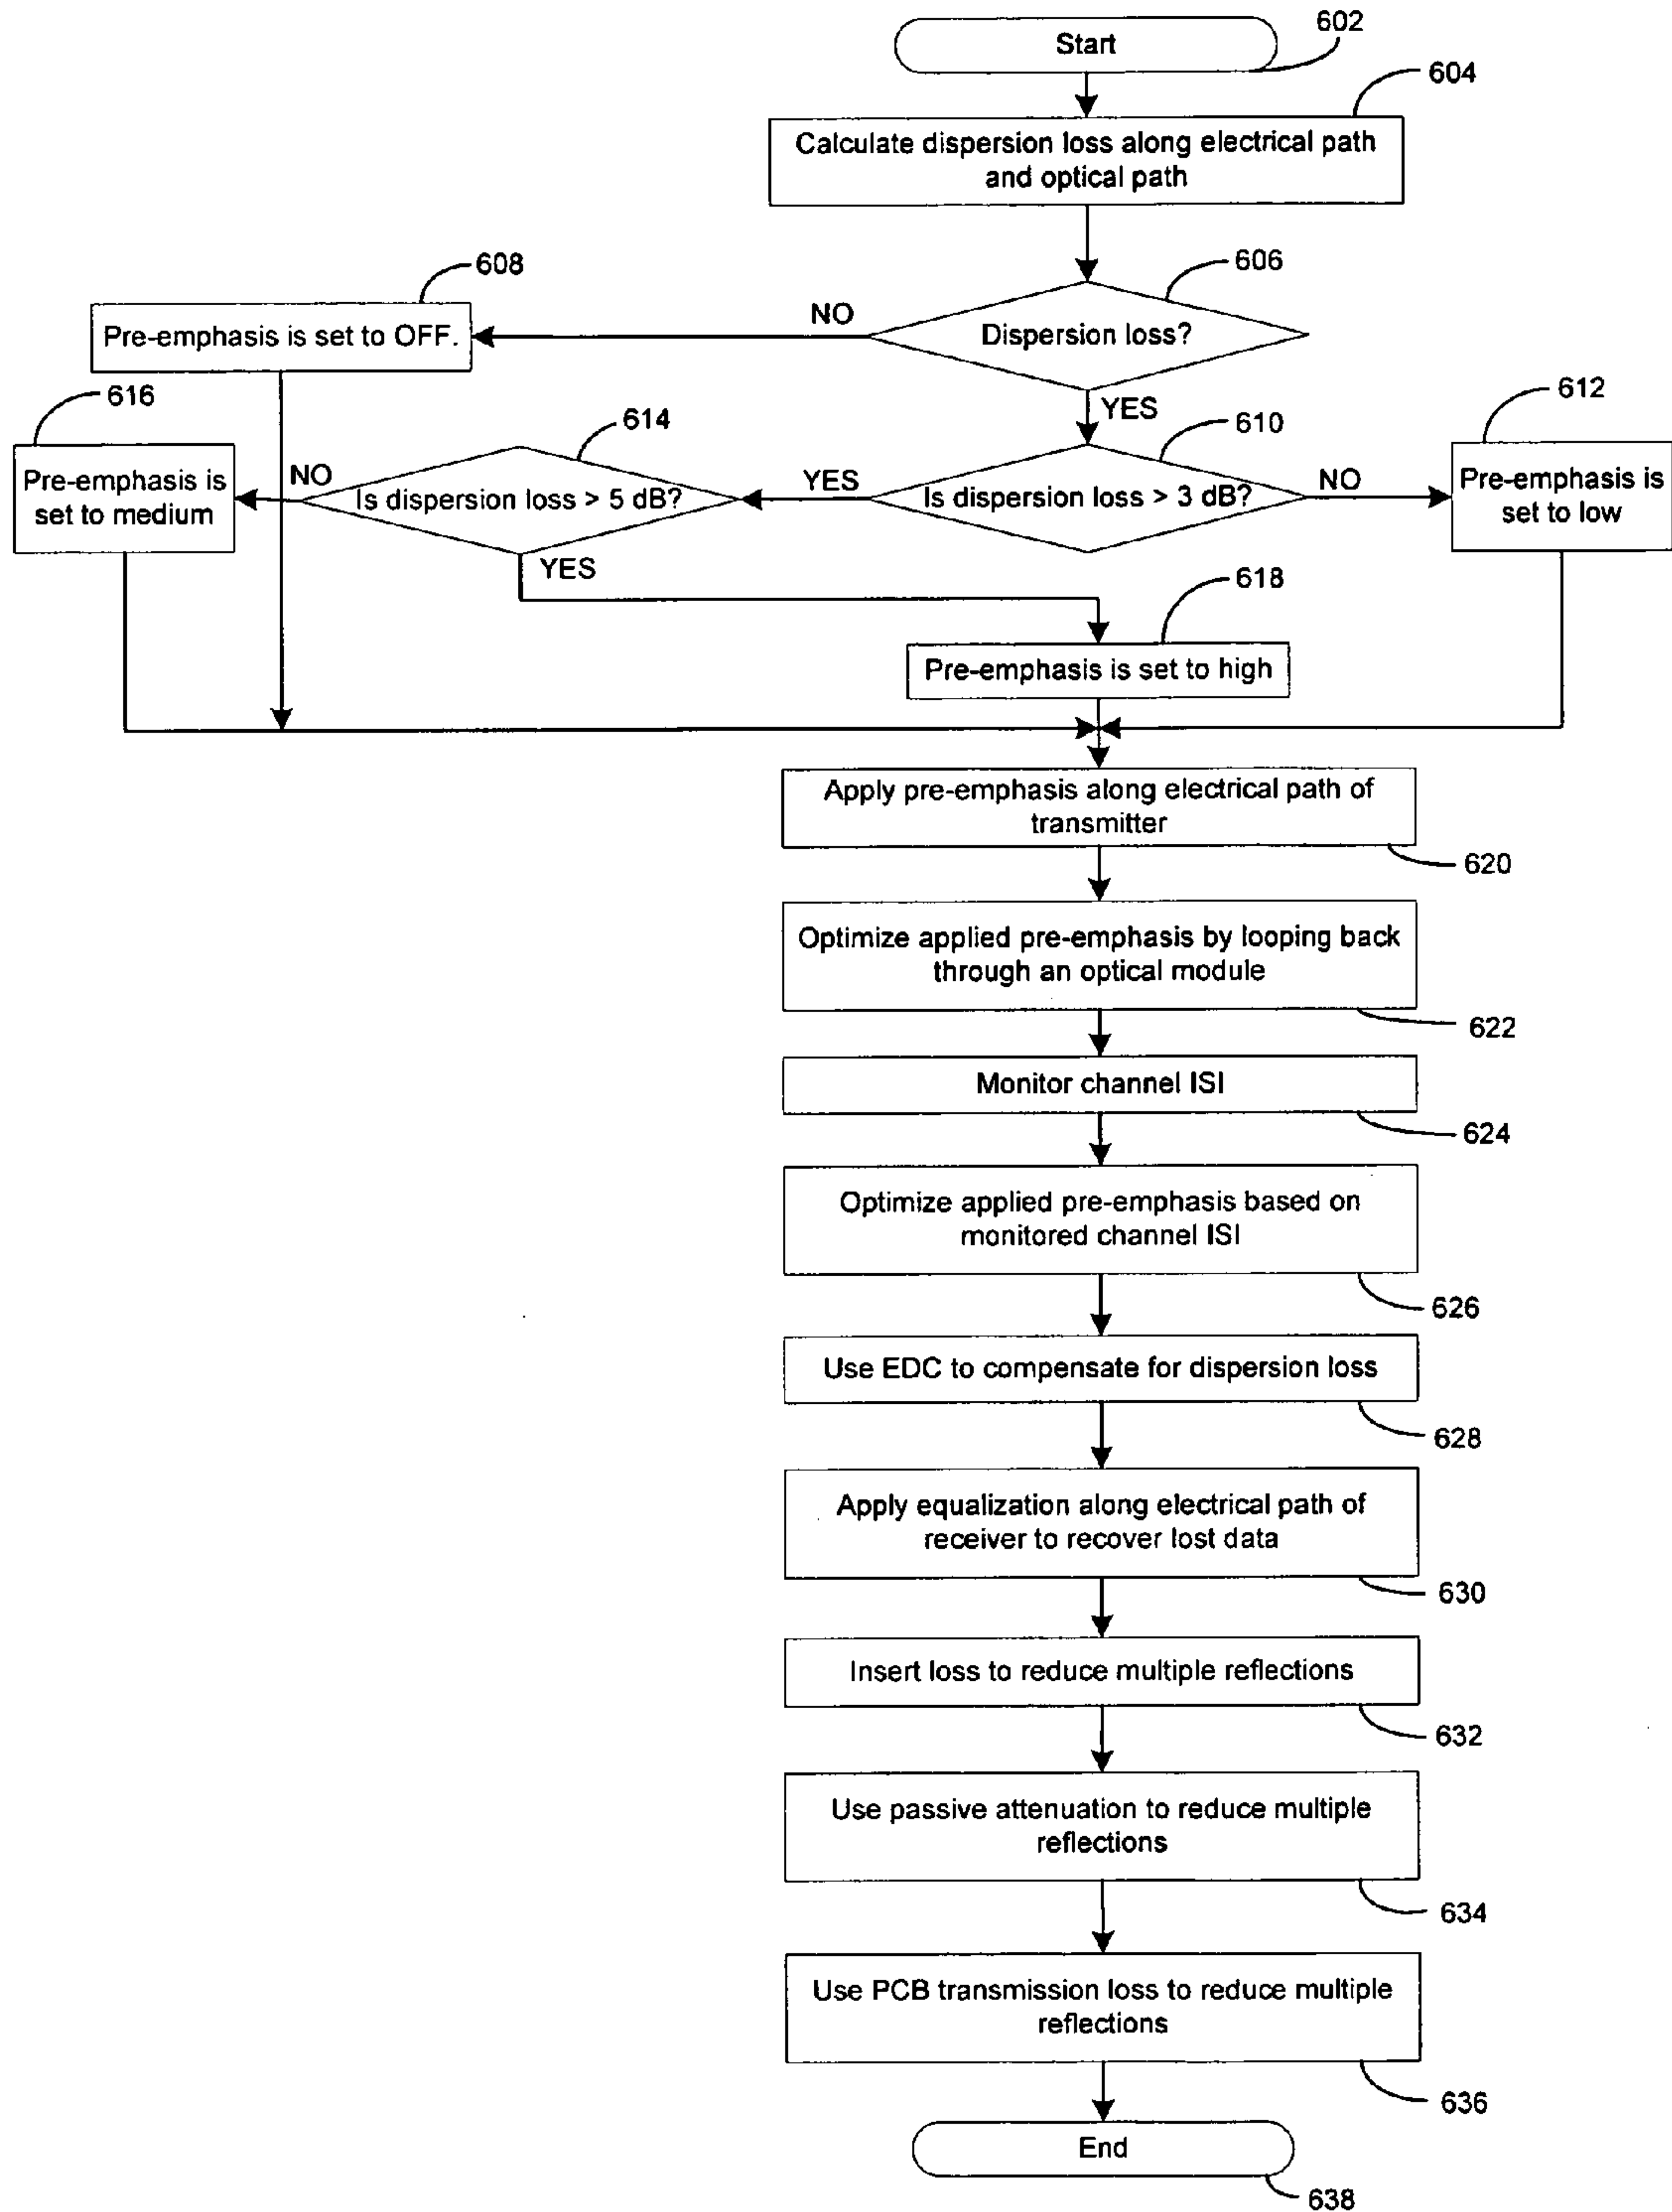 Start
602
604
Calculate dispersion loss along electrical path
and optical path
606
608
Dispersion loss?
NO
Pre-emphasis is set to OFF.
YES
616
614
610
612
Pre-emphasis is
set to medium
NO
Is dispersion loss > 5 dB?
YES
Is dispersion loss > 3 dB?
NO
Pre-emphasis is
set to low
YES
618
Pre-emphasis is set to high
Apply pre-emphasis along electrical path of
transmitter
620
Optimize applied pre-emphasis by looping back
through an optical module
622
Monitor channel ISI
624
Optimize applied pre-emphasis based on
monitored channel ISI
626
Use EDC to compensate for dispersion loss
628
Apply equalization along electrical path of
receiver to recover lost data
630
Insert loss to reduce multiple reflections
632
Use passive attenuation to reduce multiple
reflections
634
Use PCB transmission loss to reduce multiple
reflections
636
End
638